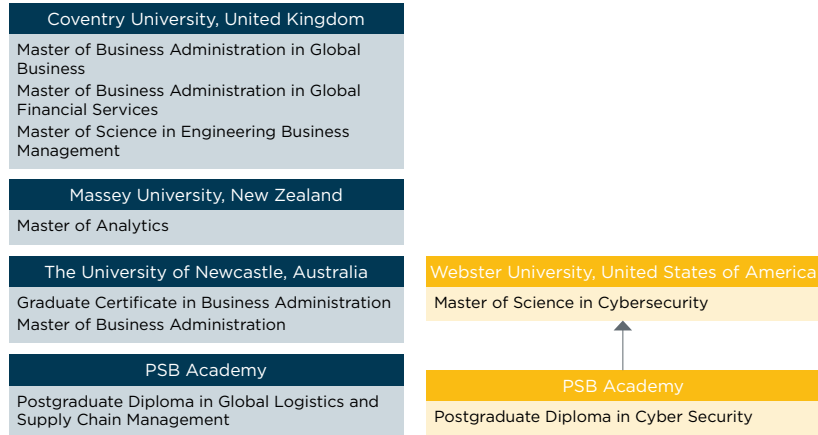 Coventry University, United Kingdom
Master of Business Administration in Global
Business
Master of Business Administration in Global
Financial Services
Master of Science in Engineering Business
Management
Massey University, New Zealand
Master of Analytics
The University of Newcastle, Australia
Graduate Certificate in Business Administration
Master of Business Administration
PSB Academy
Postgraduate Diploma in Global Logistics and
Supply Chain Management
Webster University, United States of America
Master of Science in Cybersecurity
PSB Academy
Postgraduate Diploma in Cyber Security